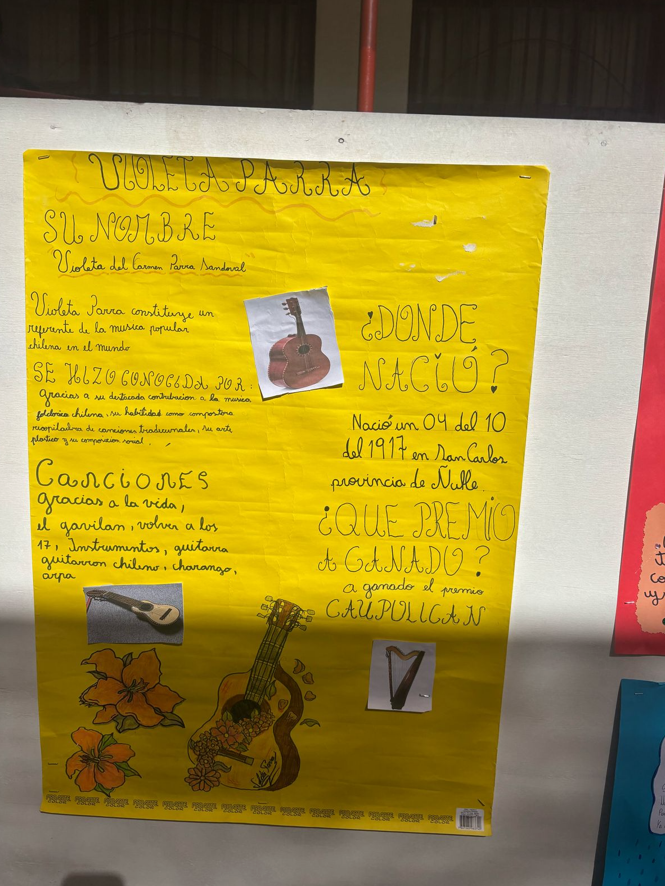 VIOLETA PARRA
SU NOMBRE
Violeta del Carmen Parra Sandoval
Violeta Parra constituye un
referente de la musica popular
chilena en el mundo
SE HIZO CONOCIDA POR:
gracias a su destacada contribucion a la musica
folclorica chilena, su habilidad como compositora
recopiladora de canciones tradicionales, su arte
plastico y su composicion social.
Canciones
gracias a la vida,
el gavilan, volver a los
17, Instrumentos, guitarra
guitarron chileno, charango,
arpa
¿DONDE
NACIÓ?
Nació un 04 del 10
del 1917 en San Carlos
provincia de Ñuble.
¿QUE PREMIO
A GANADO?
a ganado el premio
CAUPOLICAN